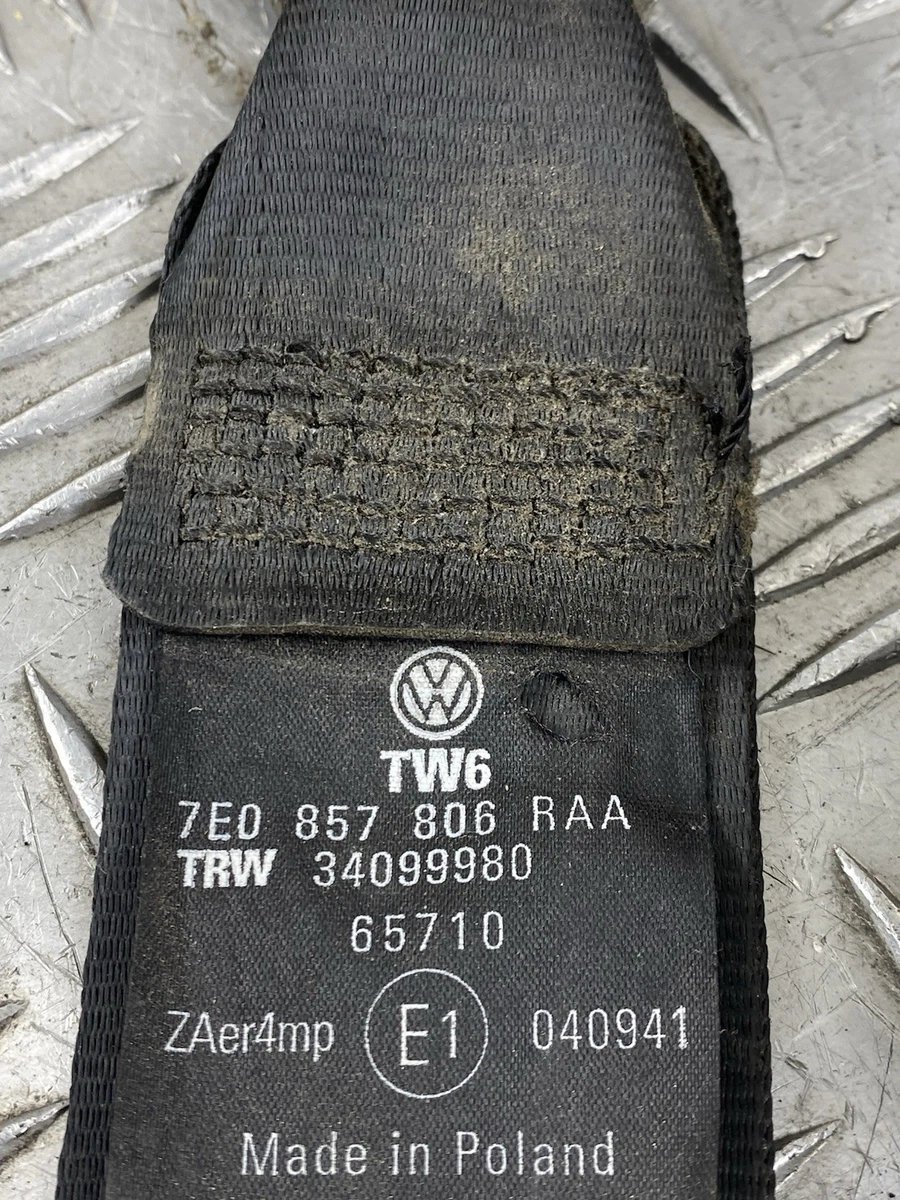 TW6
7E0 857 806 RAA
TRW 34099980
65710
ZAer4mp E1 040941
Made in Poland